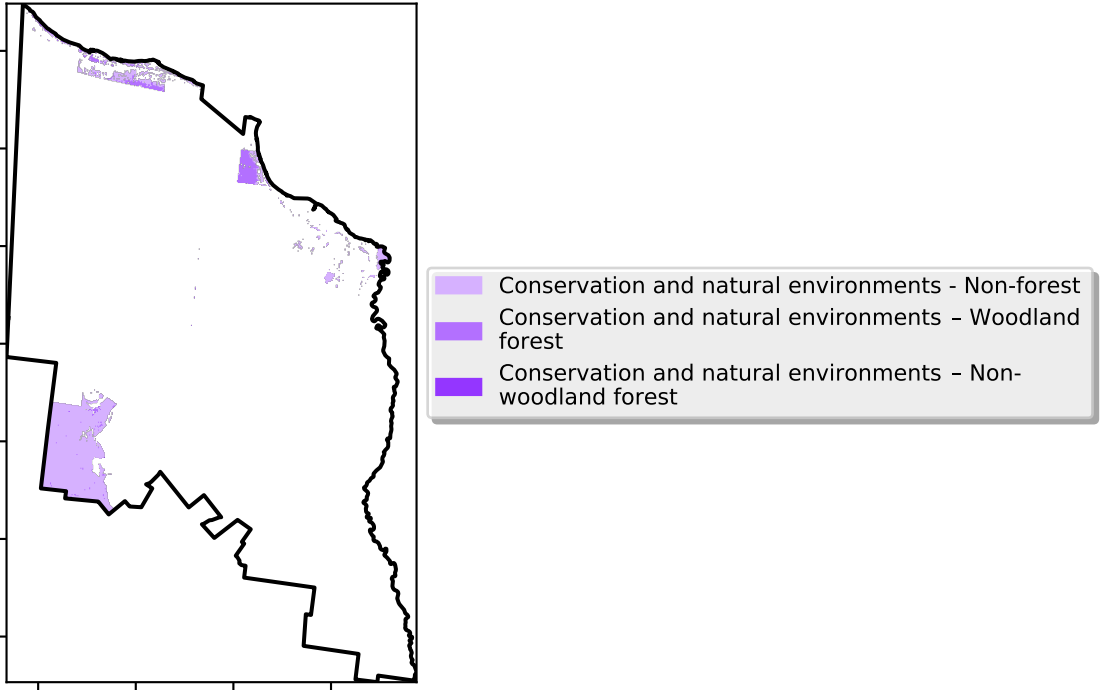 Conservation and natural environments - Non-forest
Conservation and natural environments – Woodland
forest
Conservation and natural environments – Non-
woodland forest